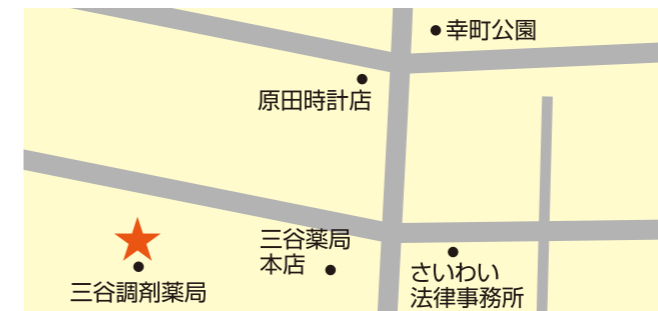 幸町公園
原田時計店
三谷薬局
本店
さいわい
法律事務所
三谷調剤薬局